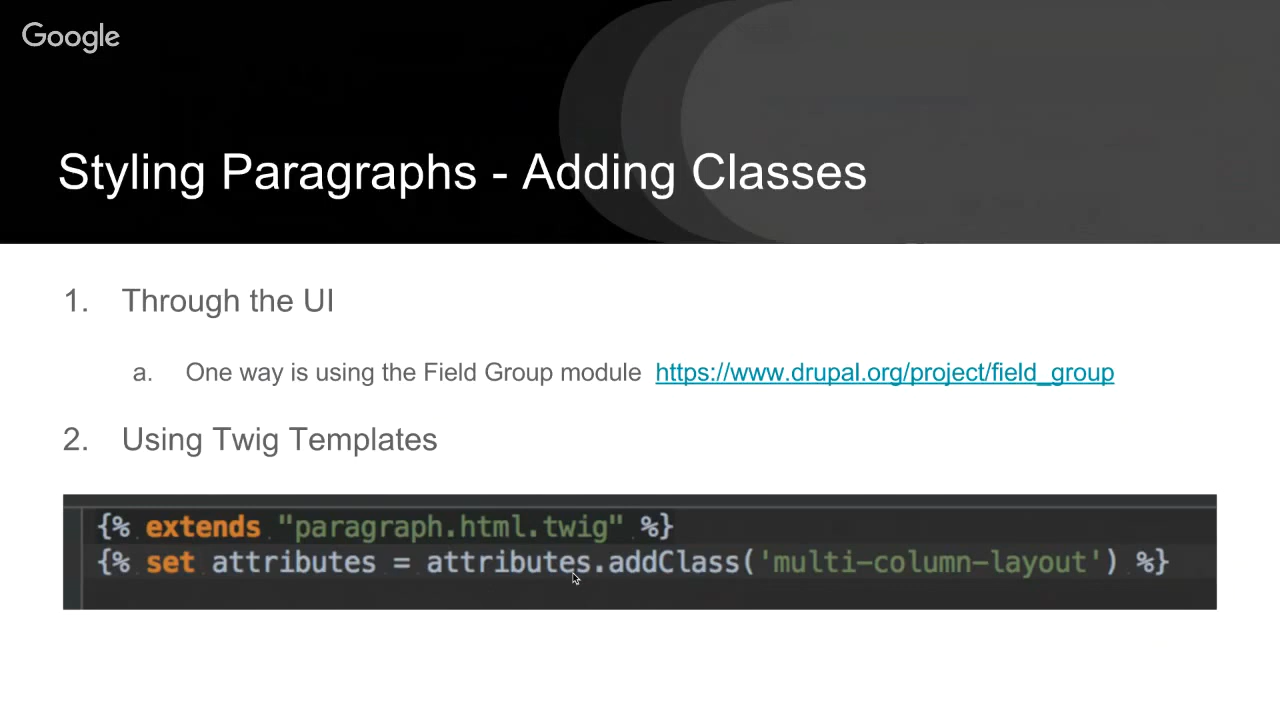 Google
Styling Paragraphs - Adding Classes
1. Through the UI
a. One way is using the Field Group module https://www.drupal.org/project/field_group
2. Using Twig Templates
{% extends "paragraph.html.twig" %}
{% set attributes = attributes.addClass('multi-column-layout') %}